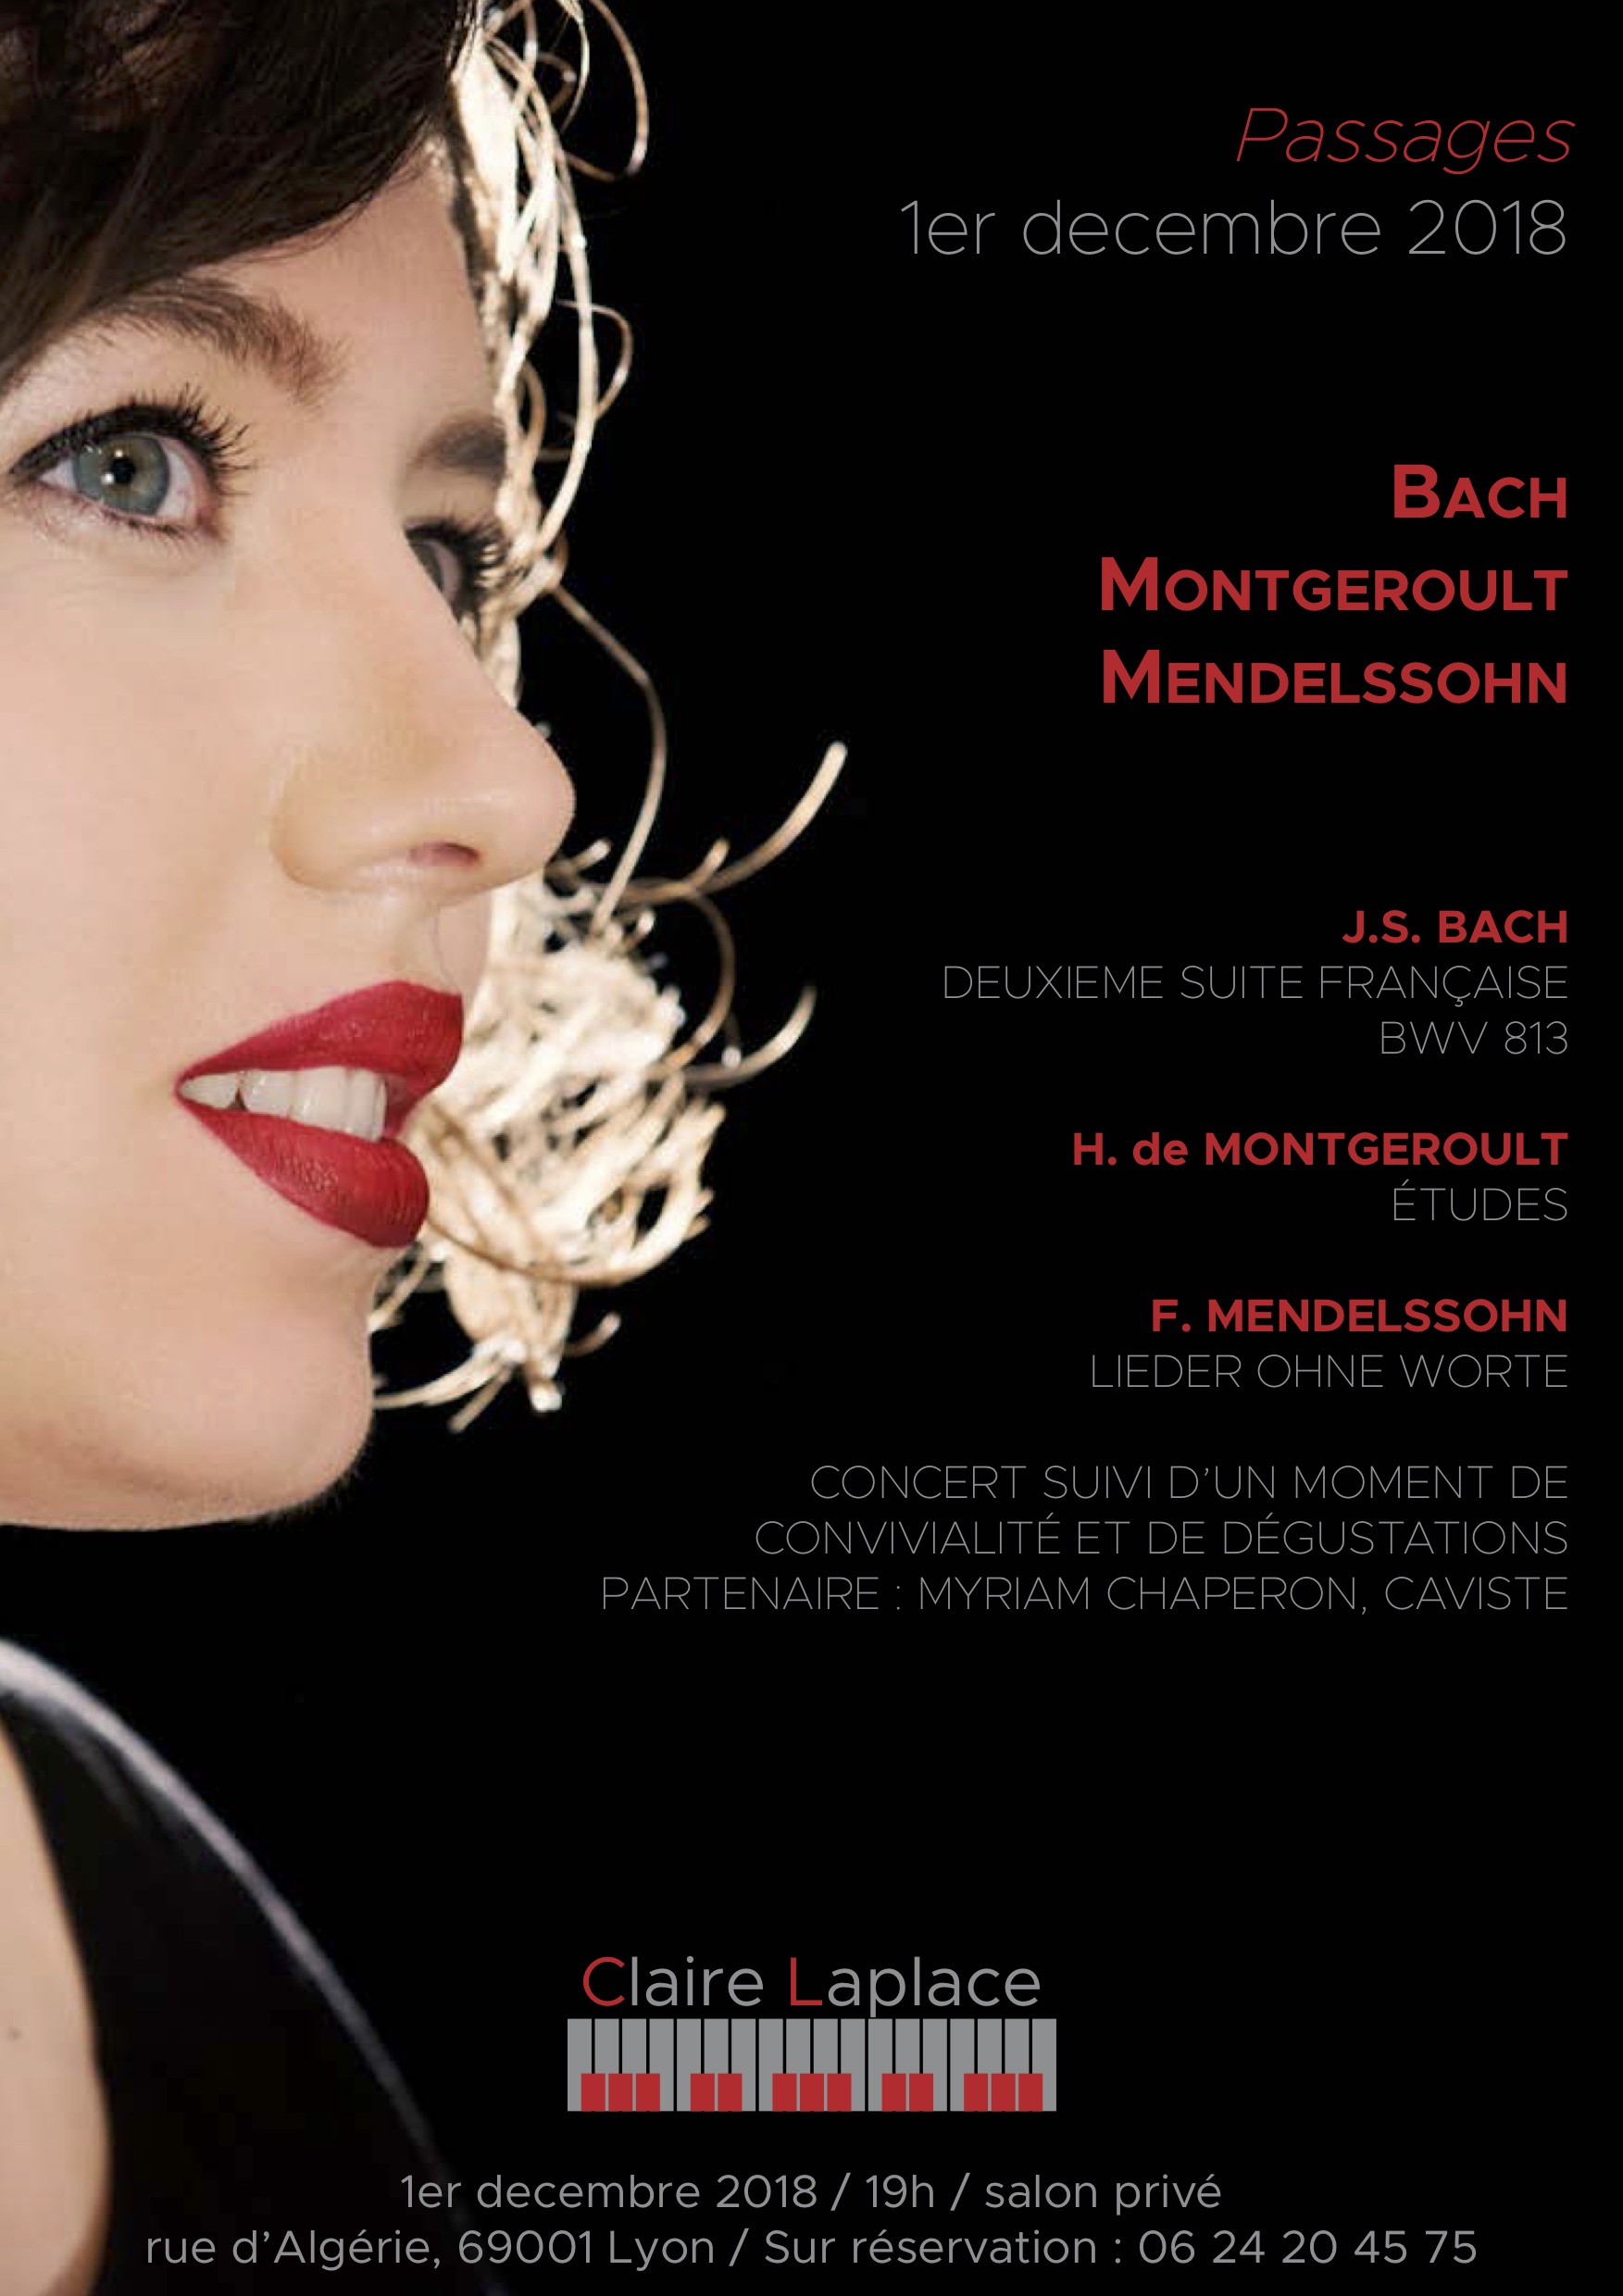 Passages
1er decembre 2018
BACH
MONTGEROULT
MENDELSSOHN
J.S. BACH
DEUXIEME SUITE FRANÇAISE
BWV 813
H. de MONTGEROULT
ÉTUDES
F. MENDELSSOHN
LIEDER OHNE WORTE
CONCERT SUIVI D’UN MOMENT DE
CONVIVIALITÉ ET DE DÉGUSTATIONS
PARTENAIRE : MYRIAM CHAPERON, CAVISTE
Claire Laplace
1er decembre 2018 / 19h / salon privé
rue d’Algérie, 69001 Lyon / Sur réservation : 06 24 20 45 75